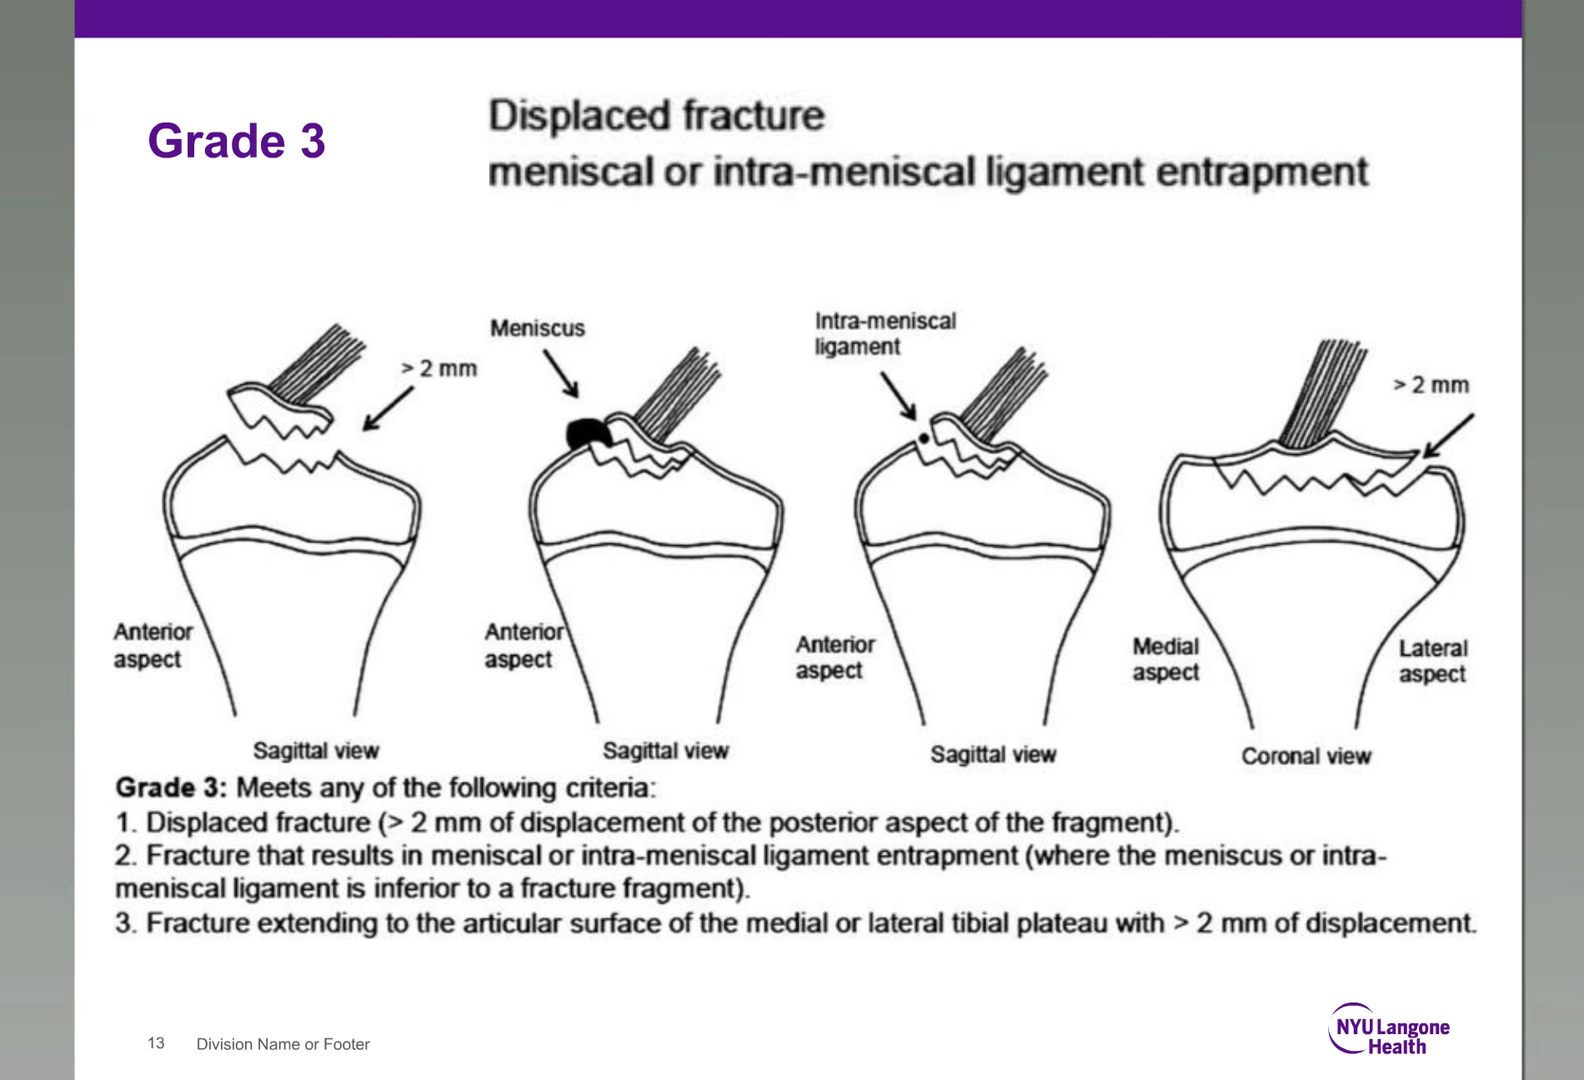 Grade 3
Displaced fracture
meniscal or intra-meniscal ligament entrapment
> 2 mm
Meniscus
Intra-meniscal
ligament
> 2 mm
Anterior
aspect
Anterior
aspect
Anterior
aspect
Medial
aspect
Lateral
aspect
Sagittal view
Sagittal view
Sagittal view
Coronal view
Grade 3: Meets any of the following criteria:
1. Displaced fracture (> 2 mm of displacement of the posterior aspect of the fragment).
2. Fracture that results in meniscal or intra-meniscal ligament entrapment (where the meniscus or intra-
meniscal ligament is inferior to a fracture fragment).
3. Fracture extending to the articular surface of the medial or lateral tibial plateau with > 2 mm of displacement.
13 Division Name or Footer
NYU Langone
Health